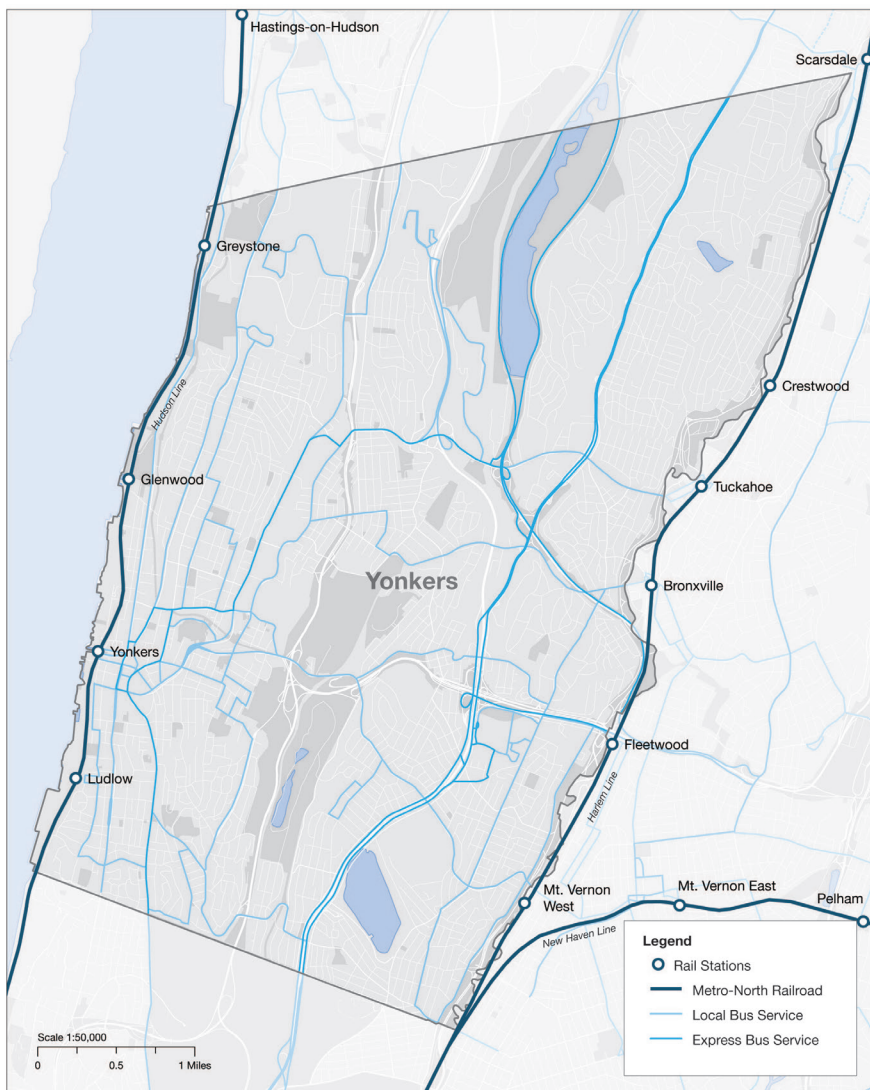 Hastings-on-Hudson
Scarsdale
Greystone
Hudson Line
Crestwood
Glenwood
Tuckahoe
Yonkers
Bronxville
Yonkers
Fleetwood
Ludlow
Harlem Line
Mt. Vernon
West
Mt. Vernon East
Pelham
New Haven Line
Legend
Rail Stations
Metro-North Railroad
Local Bus Service
Express Bus Service
Scale 1:50,000
0
0.5
1 Miles